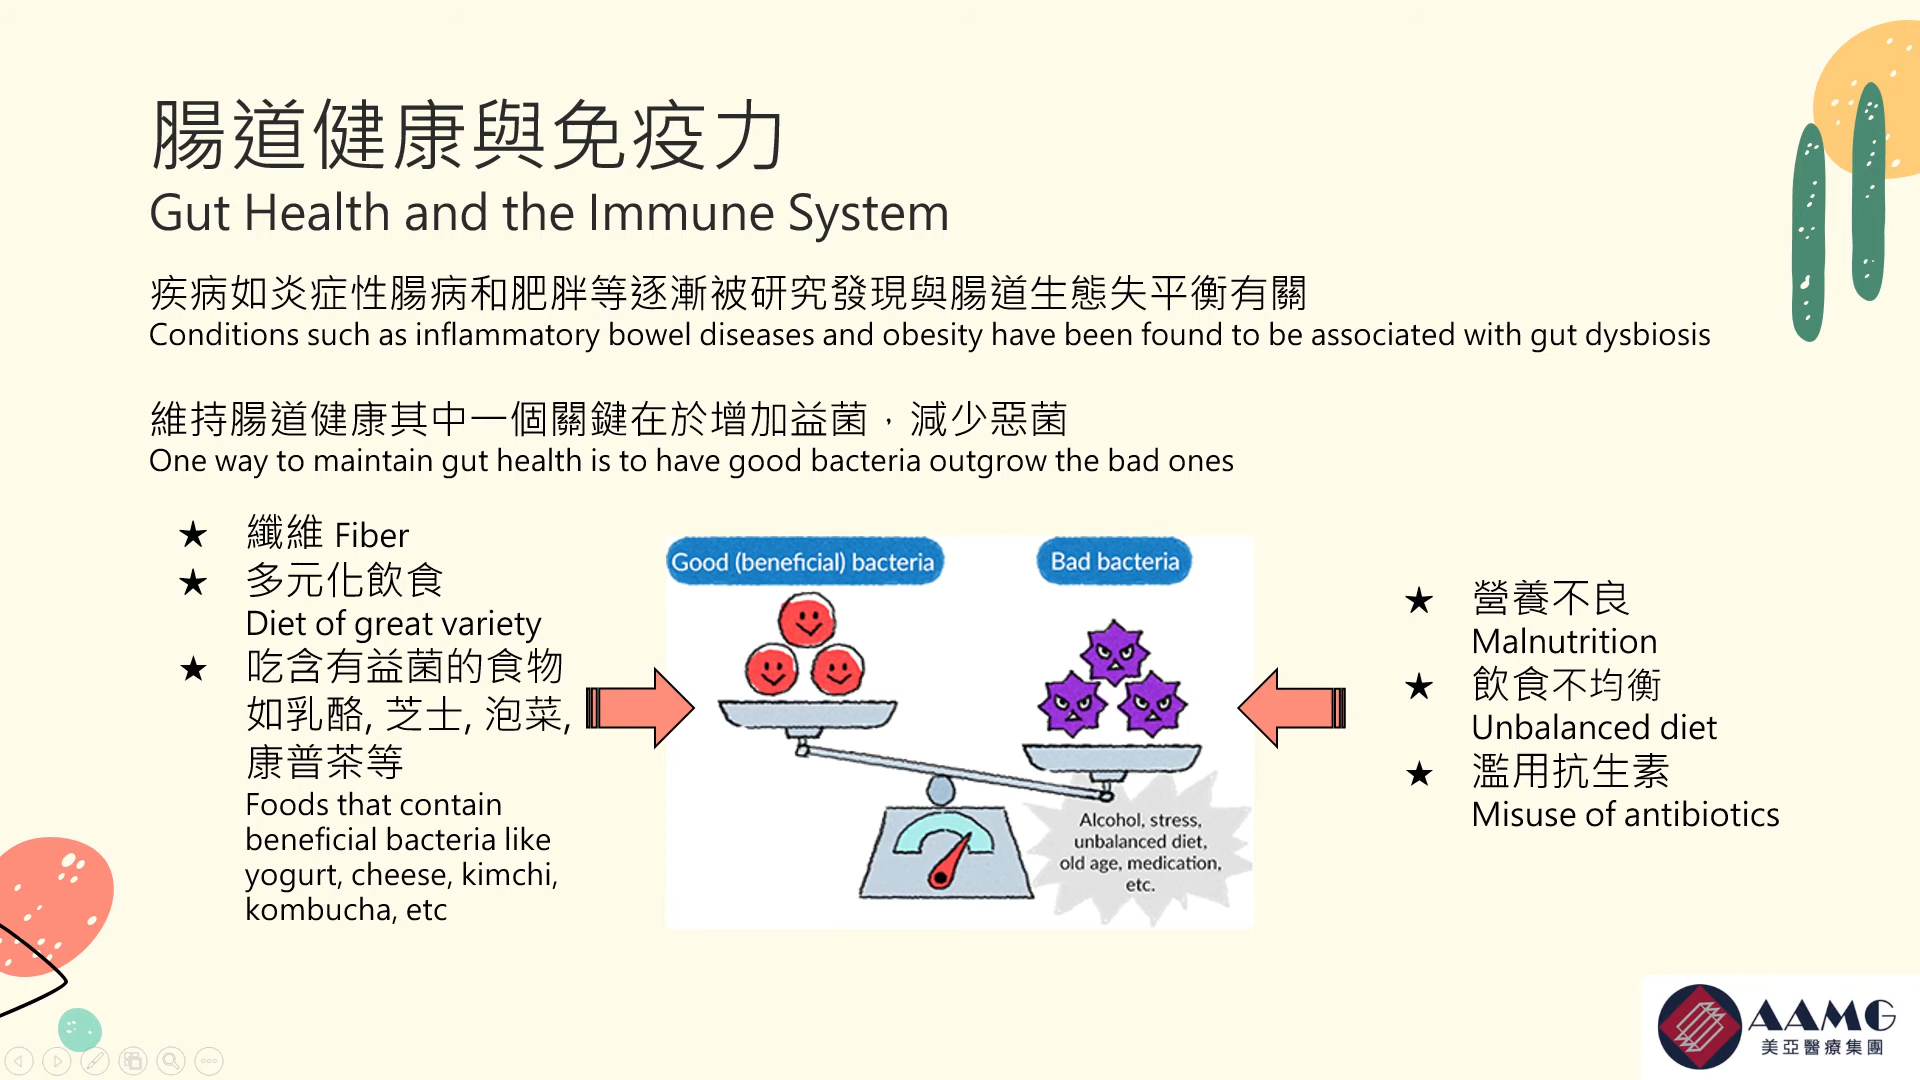 腸道健康與免疫力
Gut Health and the Immune System
疾病如炎症性腸病和肥胖等逐漸被研究發現與腸道生態失平衡有關
Conditions such as inflammatory bowel diseases and obesity have been found to be associated with gut dysbiosis
維持腸道健康其中一個關鍵在於增加益菌，減少惡菌
One way to maintain gut health is to have good bacteria outgrow the bad ones
★ 纖維 Fiber
★ 多元化飲食
Diet of great variety
★ 吃含有益菌的食物
如乳酪, 芝士, 泡菜,
康普茶等
Foods that contain
beneficial bacteria like
yogurt, cheese, kimchi,
kombucha, etc
Good (beneficial) bacteria
Bad bacteria
Alcohol, stress,
unbalanced diet,
old age, medication,
etc.
★ 營養不良
Malnutrition
★ 飲食不均衡
Unbalanced diet
★ 濫用抗生素
Misuse of antibiotics
AAMG
美亞醫療集團